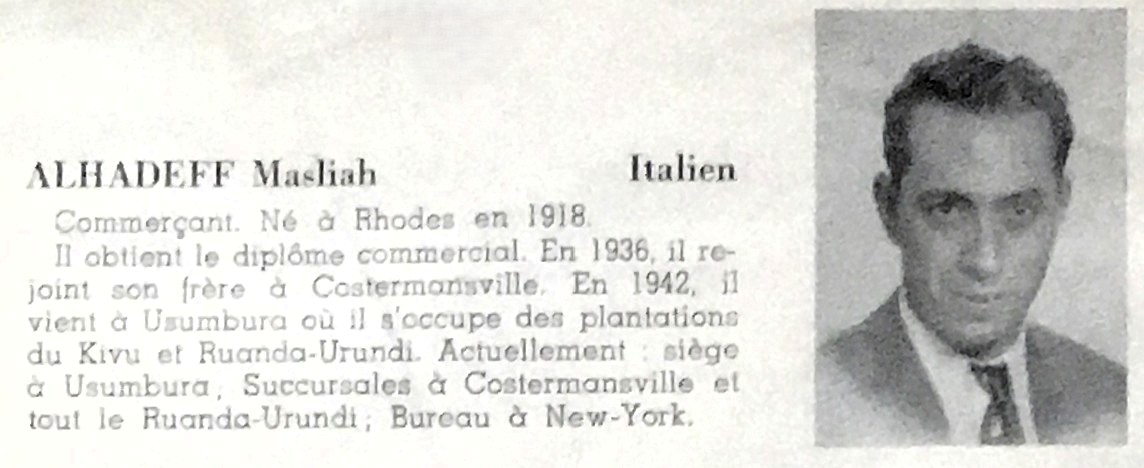 ALHADEFF Masliah Italien
Commerçant. Né à Rhodes en 1918.
Il obtient le diplôme commercial. En 1936, il re-
joint son frère à Costermansville. En 1942, il
vient à Usumbura où il s'occupe des plantations
du Kivu et Ruanda-Urundi. Actuellement : siège
à Usumbura; Succursales à Costermansville et
tout le Ruanda-Urundi; Bureau à New-York.